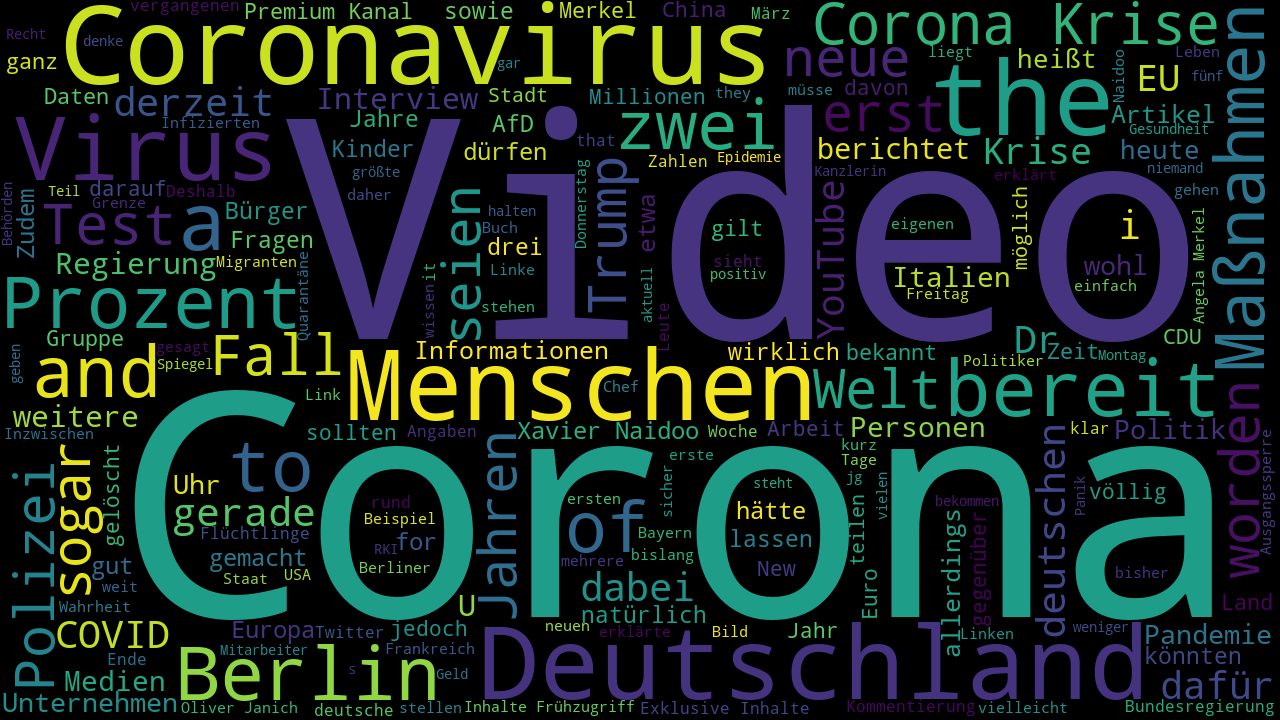 vergangenen
Premium Kanal
sowie
Merkel
China
März
Corona Krise
Recht
denke
Coronavirus
gar
ganz
neue
liegt
heißt
Leben
the
EU
fünf
Maßnahmen
Daten
derzeit
Interview
Stadt
Millionen
they
müsse
davon
erst
Naidoo
Artikel
Virus
Infizierten
Jahre
AfD
that
zwei
Gesundheit
Kinder
dürfen
Zahlen
Epidemie
berichtet
Krise
heute
Video
größte
Kanzlerin
erklärt
niemand
Teil
darauf
Deshalb
daher
Donnerstag
Trump
etwa
YouTube
möglich
gehen
Behörden
Zudem
Grenze
Test
a
Bürger
seien
halten
Buch
gilt
eigenen
i
Angela Merkel
Fragen
drei
Regierung
Migranten
Quarantäne
it
wissen
Linke
sieht
positiv
aktuell
Leute
wohl
Italien
einfach
Freitag
Prozent
stehen
Gruppe
gesagt
Spiegel
Fall
Informationen
wirklich
bekannt
Dr
Zeit
Montag
CDU
Politiker
geben
and
Link
Menschen
Chef
Welt
bereit
weitere
Inzwischen
sollten
Angaben
Xavier Naidoo
Woche
Arbeit
Personen
klar
Politik
worden
Ausgangssperre
Polizei
sogar
gelöscht
Corona
to
Jahren
erste
kurz
Tage
deutschen
Panik
völlig
Uhr
gerade
rund
Beispiel
ersten
of
sicher
steht
hätte
jg
teilen
vielen
bekommen
gegenüber
allerdings
Flüchtlinge
RKI
for
Berliner
Bayern
bislang
lassen
gemacht
mehrere
New
bisher
gut
weit
Staat
USA
dabei
Euro
Wahrheit
U
natürlich
Land
COVID
Europa
Twitter
jedoch
neuen
erklärte
Bild
Jahr
Linken
weniger
Pandemie
Ende
Mitarbeiter
Frankreich
könnten
Medien
Berlin
s
Geld
Deutschland
dafür
Unternehmen
Oliver Janich
deutsche
stellen
Inhalte Frühzugriff
Exklusive Inhalte
Kommentierung
vielleicht
Bundesregierung